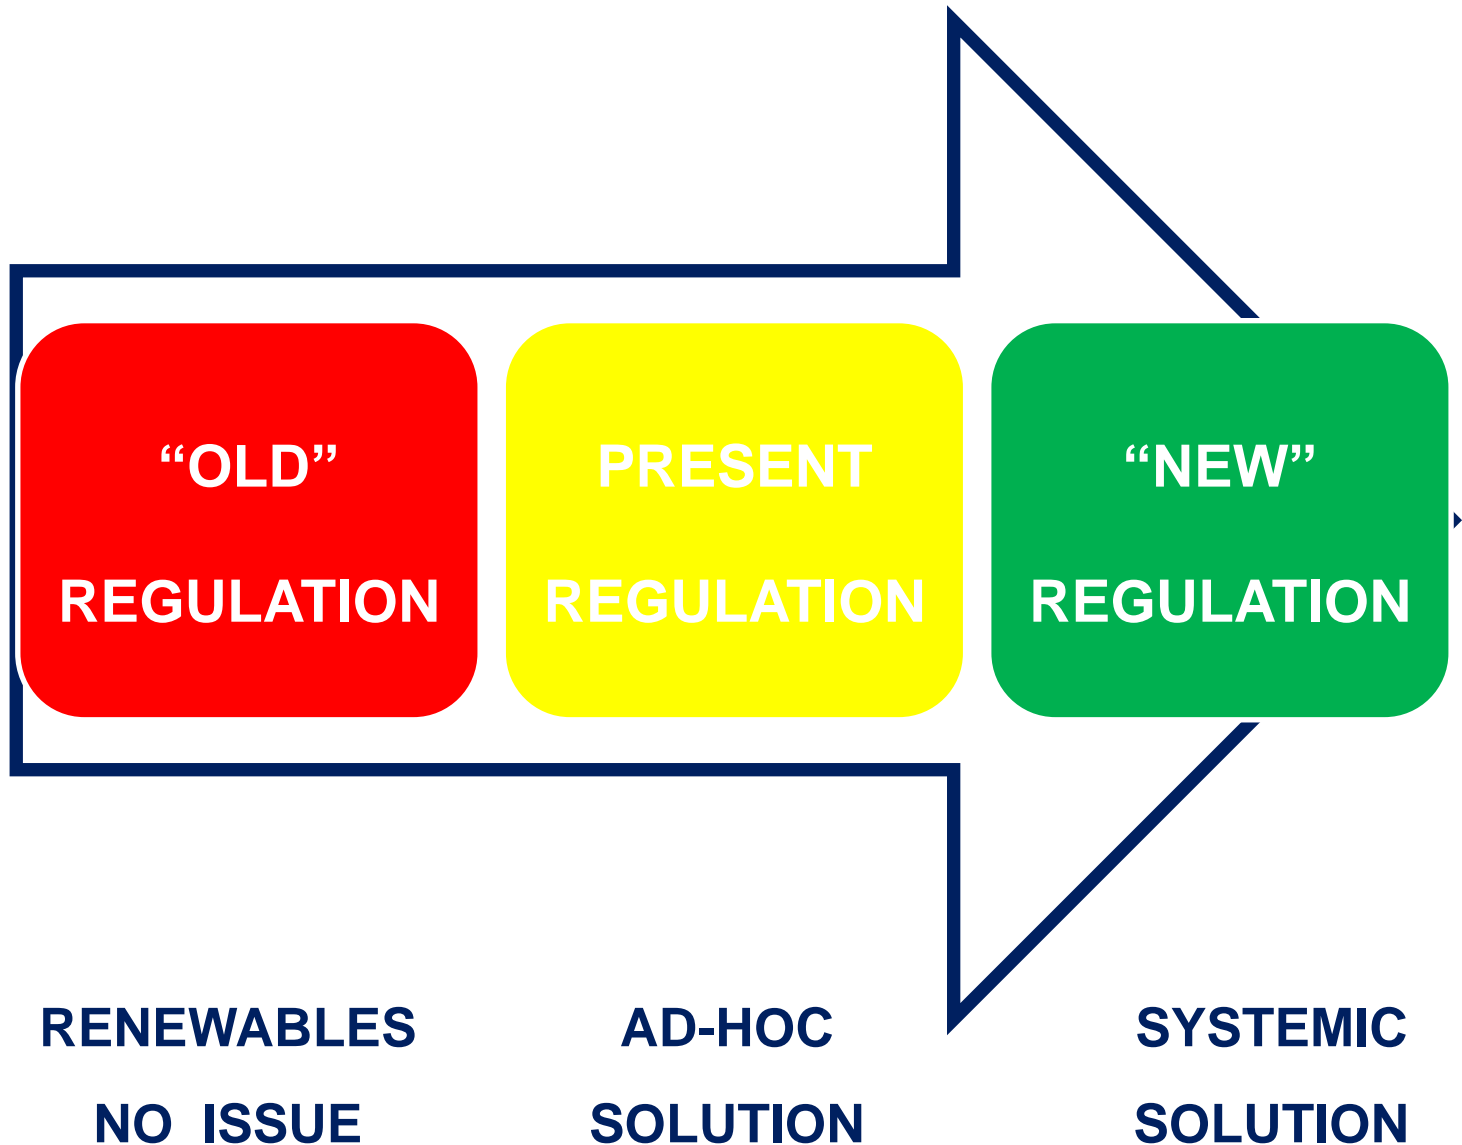 “OLD”
REGULATION
PRESENT
REGULATION
“NEW”
REGULATION
RENEWABLES
NO ISSUE
AD-HOC
SOLUTION
SYSTEMIC
SOLUTION